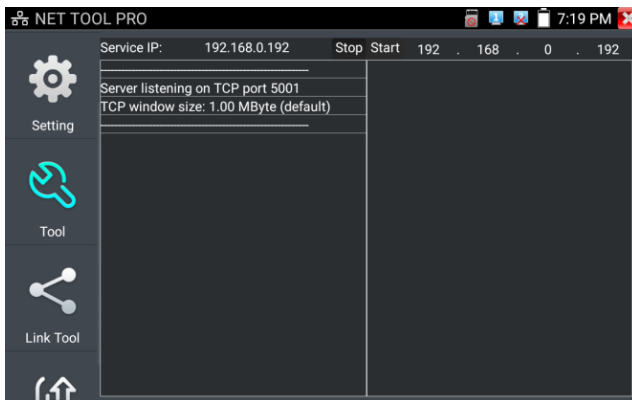 NET TOOL PRO 7:19 PM
Service IP: 192.168.0.192 Stop Start 192 . 168 . 0 . 192
Server listening on TCP port 5001
TCP window size: 1.00 MByte (default)
Setting
Tool
Link Tool